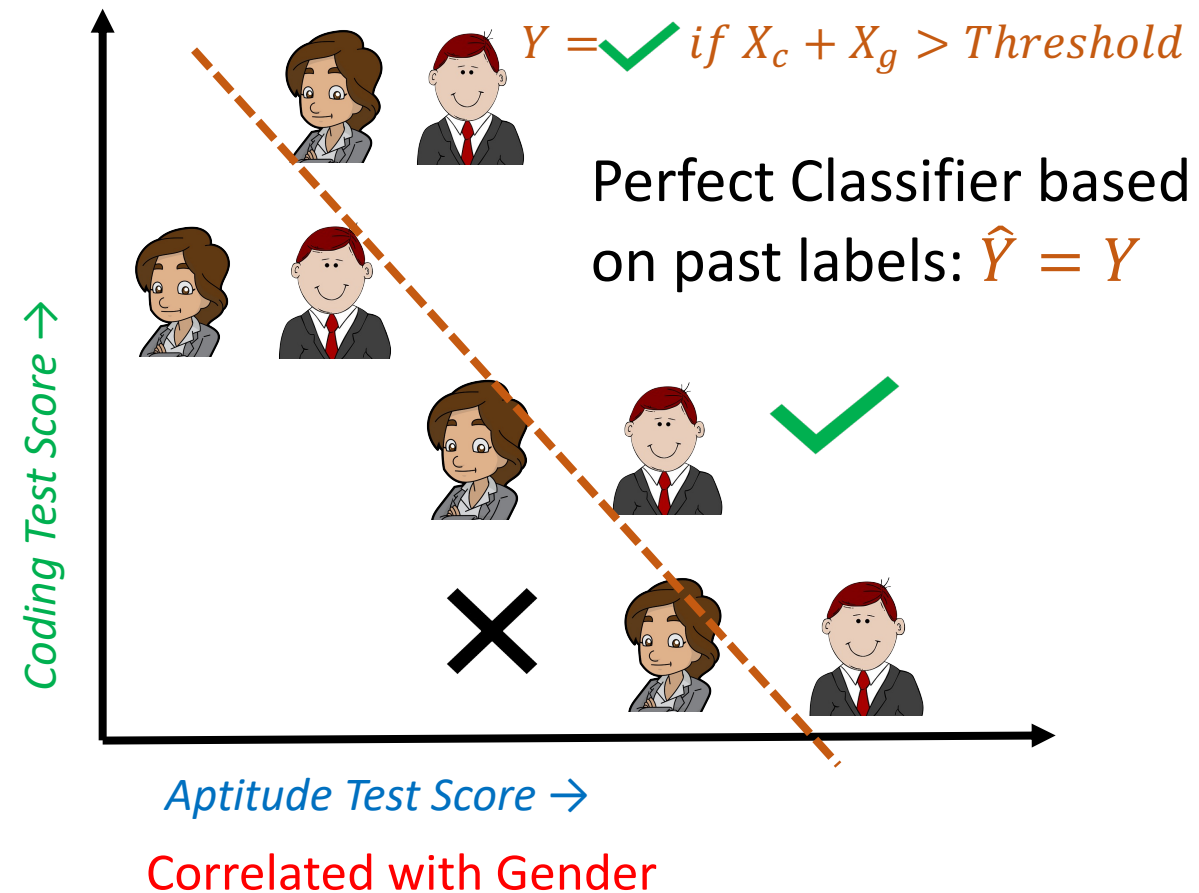 Y = ✓ if X_c + X_g > Threshold
Perfect Classifier based
on past labels: Ŷ = Y
Coding Test Score →
Aptitude Test Score →
Correlated with Gender